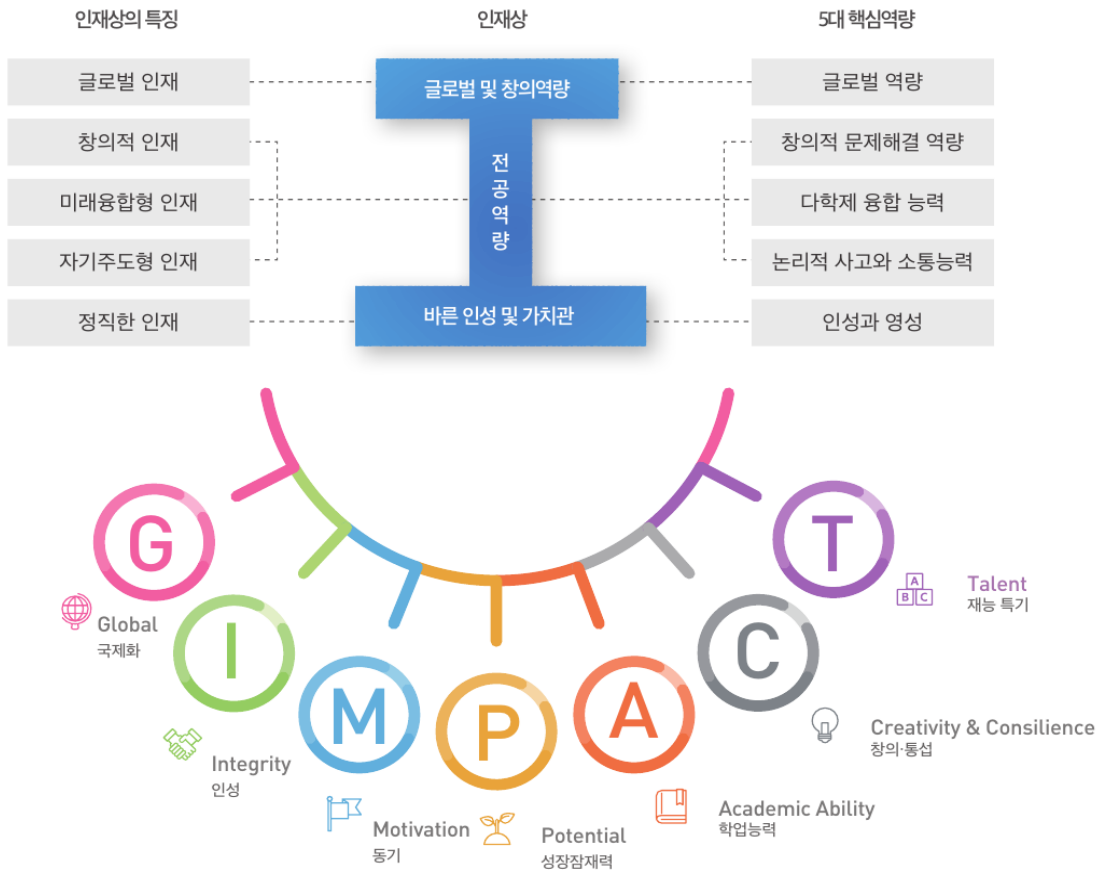 인재상의 특징
인재상
5대 핵심역량
글로벌 인재
글로벌 및 창의역량
글로벌 역량
창의적 인재
창의적 문제해결 역량
미래융합형 인재
전공역량
다학제 융합 능력
자기주도형 인재
논리적 사고와 소통능력
정직한 인재
바른 인성 및 가치관
인성과 영성
G
Global
국제화
I
Integrity
인성
M
Motivation
동기
P
Potential
성장잠재력
A
Academic Ability
학업능력
C
Creativity & Consilience
창의·통섭
T
A
B C
Talent
재능 특기